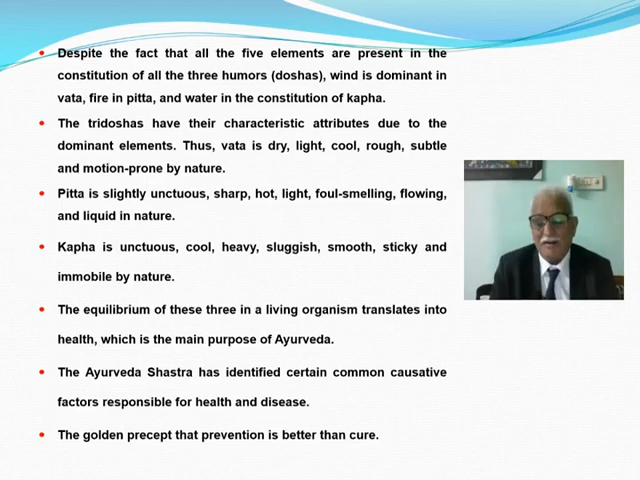 • Despite the fact that all the five elements are present in the
constitution of all the three humors (doshas), wind is dominant in
vata, fire in pitta, and water in the constitution of kapha.
• The tridoshas have their characteristic attributes due to the
dominant elements. Thus, vata is dry, light, cool, rough, subtle
and motion-prone by nature.
• Pitta is slightly unctuous, sharp, hot, light, foul-smelling, flowing,
and liquid in nature.
• Kapha is unctuous, cool, heavy, sluggish, smooth, sticky and
immobile by nature.
• The equilibrium of these three in a living organism translates into
health, which is the main purpose of Ayurveda.
• The Ayurveda Shastra has identified certain common causative
factors responsible for health and disease.
• The golden precept that prevention is better than cure.